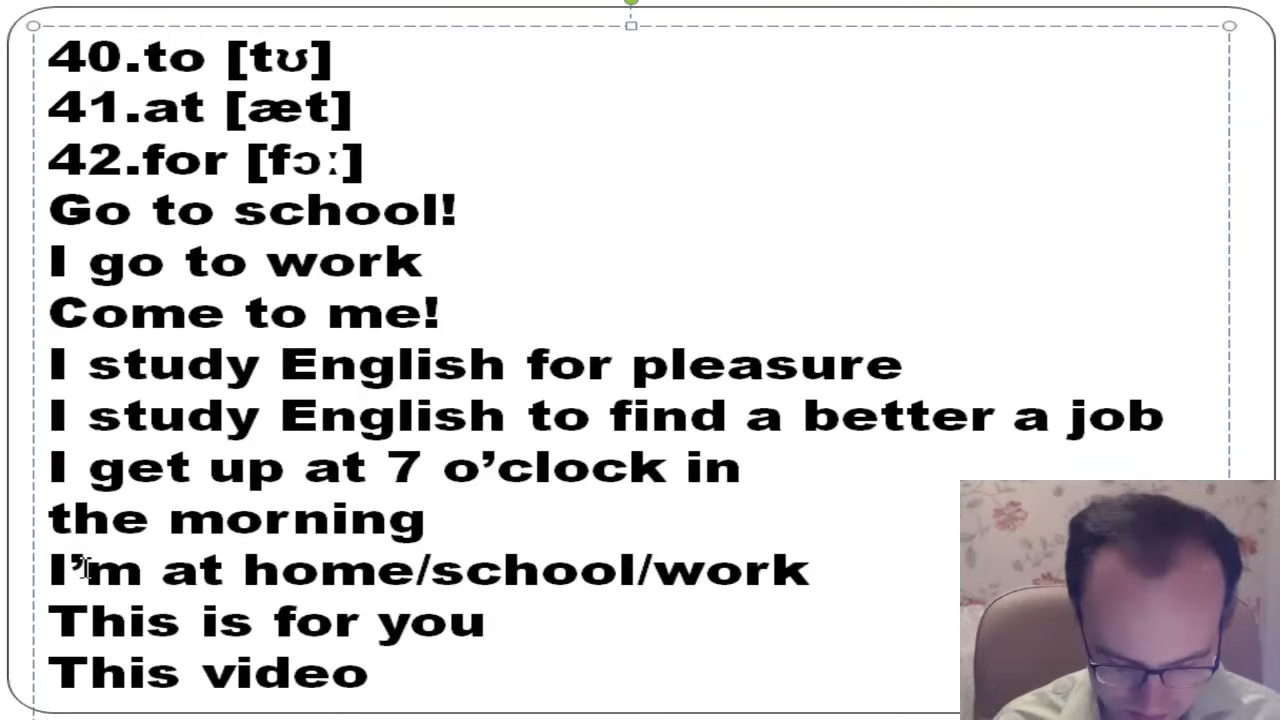 40.to [tʊ]
41.at [æt]
42.for [fɔː]
Go to school!
I go to work
Come to me!
I study English for pleasure
I study English to find a better a job
I get up at 7 o’clock in
the morning
I’m at home/school/work
This is for you
This video